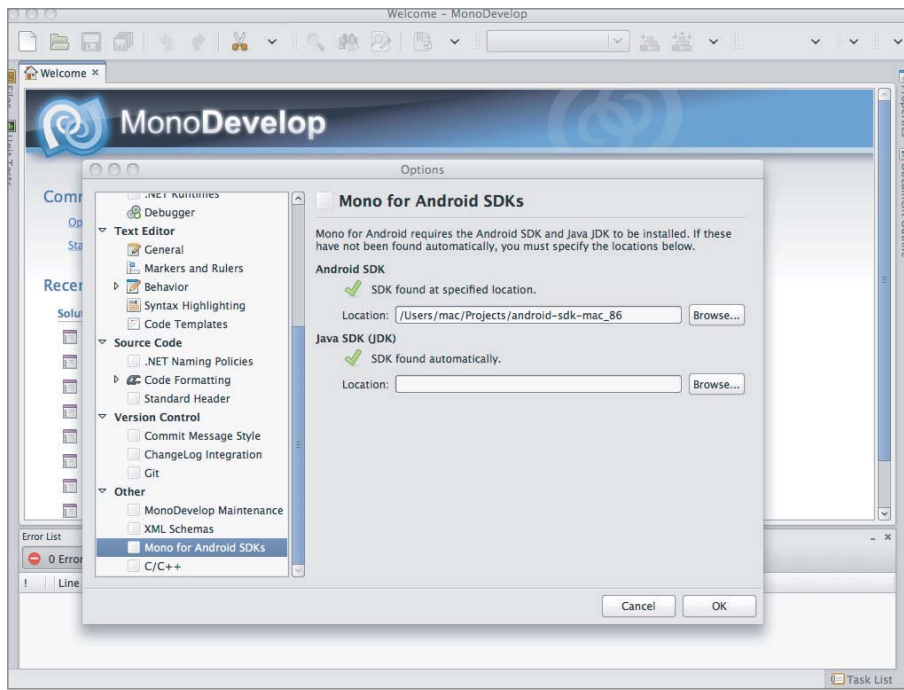 Welcome – MonoDevelop
Welcome ×
MonoDevelop
Options
.NET Runtimes
Debugger
Text Editor
General
Markers and Rulers
Behavior
Syntax Highlighting
Code Templates
Source Code
.NET Naming Policies
Code Formatting
Standard Header
Version Control
Commit Message Style
ChangeLog Integration
Git
Other
MonoDevelop Maintenance
XML Schemas
Mono for Android SDKs
C/C++
Mono for Android SDKs
Mono for Android requires the Android SDK and Java JDK to be installed. If these
have not been found automatically, you must specify the locations below.
Android SDK
SDK found at specified location.
Location: /Users/mac/Projects/android-sdk-mac_86 Browse...
Java SDK (JDK)
SDK found automatically.
Location: Browse...
Cancel OK
Error List
0 Error
! Line
Task List